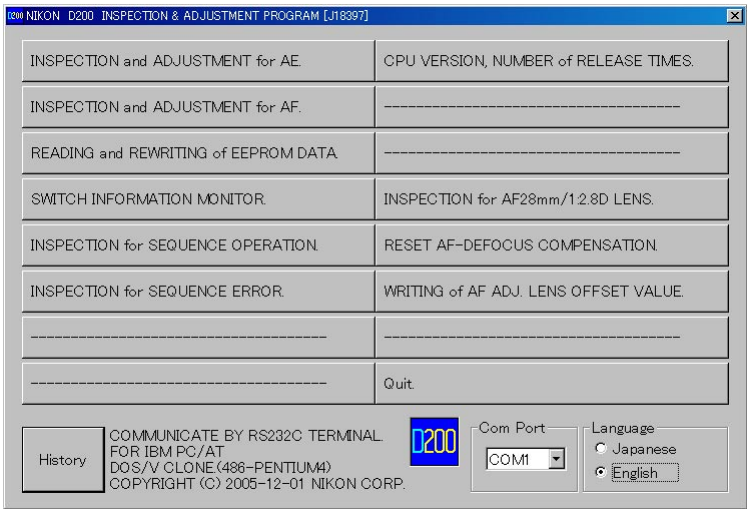 D200 NIKON D200 INSPECTION & ADJUSTMENT PROGRAM [J18397]
INSPECTION and ADJUSTMENT for AE.
CPU VERSION, NUMBER of RELEASE TIMES.
INSPECTION and ADJUSTMENT for AF.
------------------------------------
READING and REWRITING of EEPROM DATA.
------------------------------------
SWITCH INFORMATION MONITOR.
INSPECTION for AF28mm/1:2.8D LENS.
INSPECTION for SEQUENCE OPERATION.
RESET AF-DEFOCUS COMPENSATION.
INSPECTION for SEQUENCE ERROR.
WRITING of AF ADJ. LENS OFFSET VALUE.
------------------------------------
------------------------------------
------------------------------------
Quit.
History
COMMUNICATE BY RS232C TERMINAL.
FOR IBM PC/AT
DOS/V CLONE.(486-PENTIUM4)
COPYRIGHT (C) 2005-12-01 NIKON CORP.
D200
Com Port
COM1
Language
Japanese
English